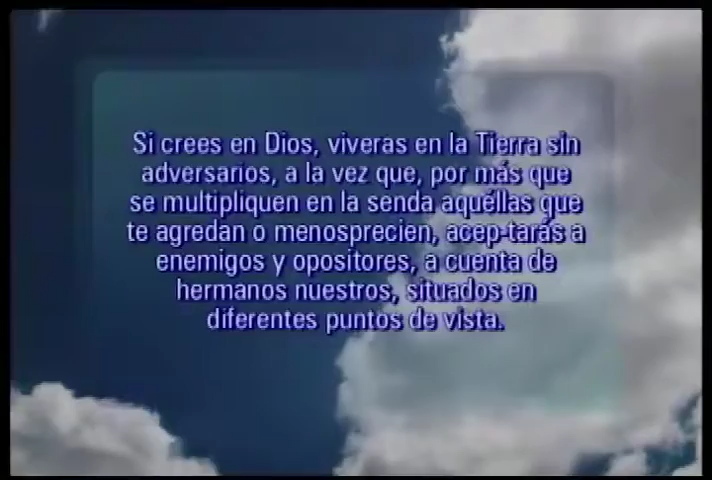 Si crees en Dios, viveras en la Tierra sin
adversarios, a la vez que, por más que
se multipliquen en la senda aquéllas que
te agredan o menosprecien, acep-tarás a
enemigos y opositores, a cuenta de
hermanos nuestros, situados en
diferentes puntos de vista.